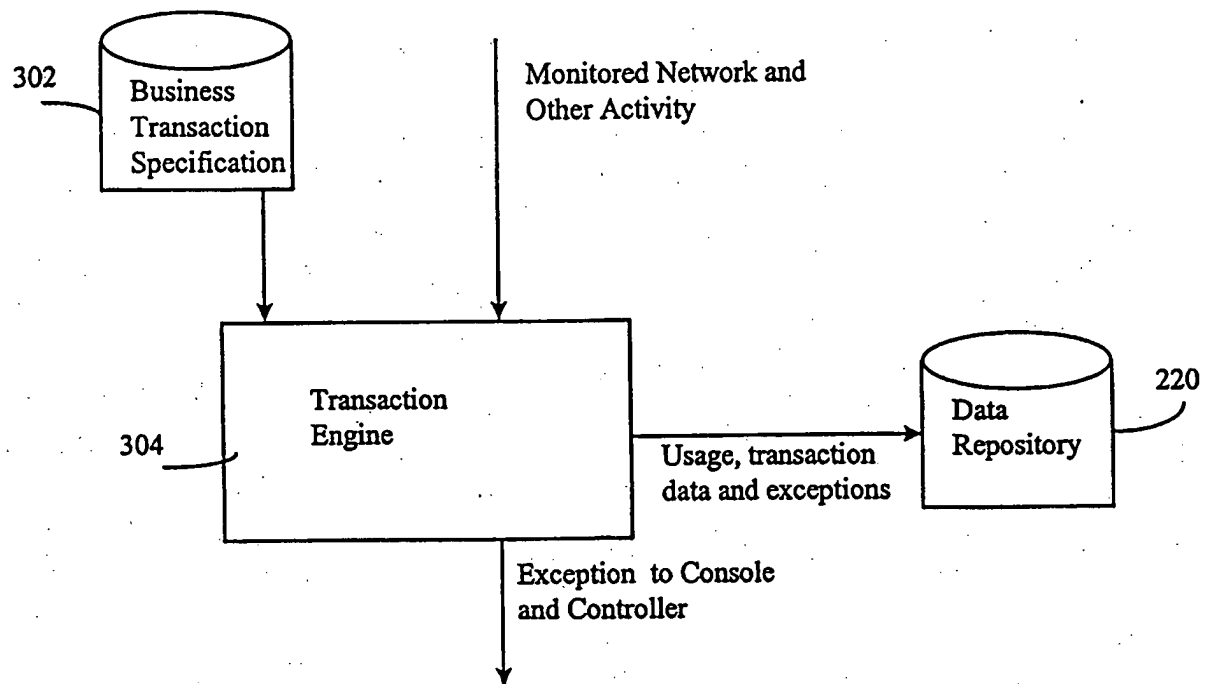 302
Business
Transaction
Specification
Monitored Network and
Other Activity
304
Transaction
Engine
Usage, transaction
data and exceptions
Data
Repository
220
Exception to Console
and Controller